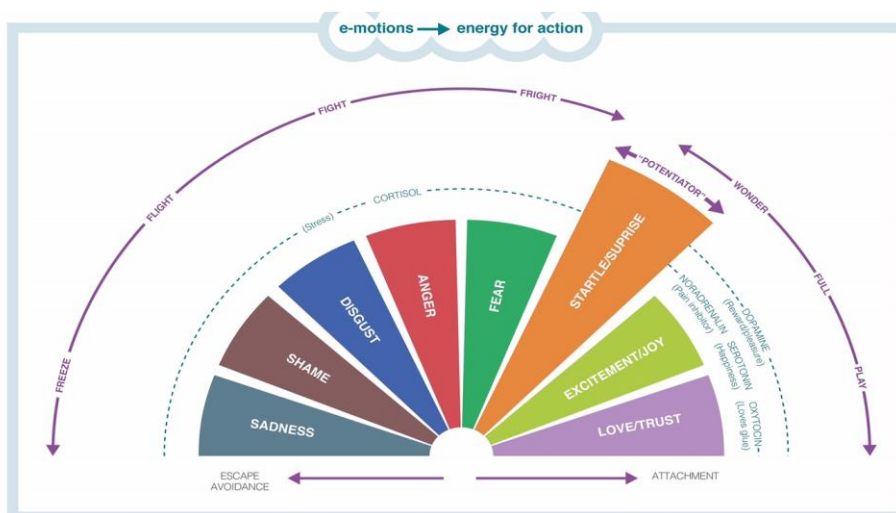 e-motions → energy for action
FREEZE
FLIGHT
FIGHT
FRIGHT
"POTENTIATOR"
WONDER
FULL
PLAY
(Stress)
CORTISOL
SADNESS
SHAME
DISGUST
ANGER
FEAR
STARTLE/SUPRISE
EXCITEMENT/JOY
LOVE/TRUST
NORADRENALIN
(Pain inhibitor)
DOPAMINE
(Reward/pleasure)
SEROTONIN
(Happiness)
OXYTOCIN
(Loves glue)
ESCAPE
AVOIDANCE
ATTACHMENT